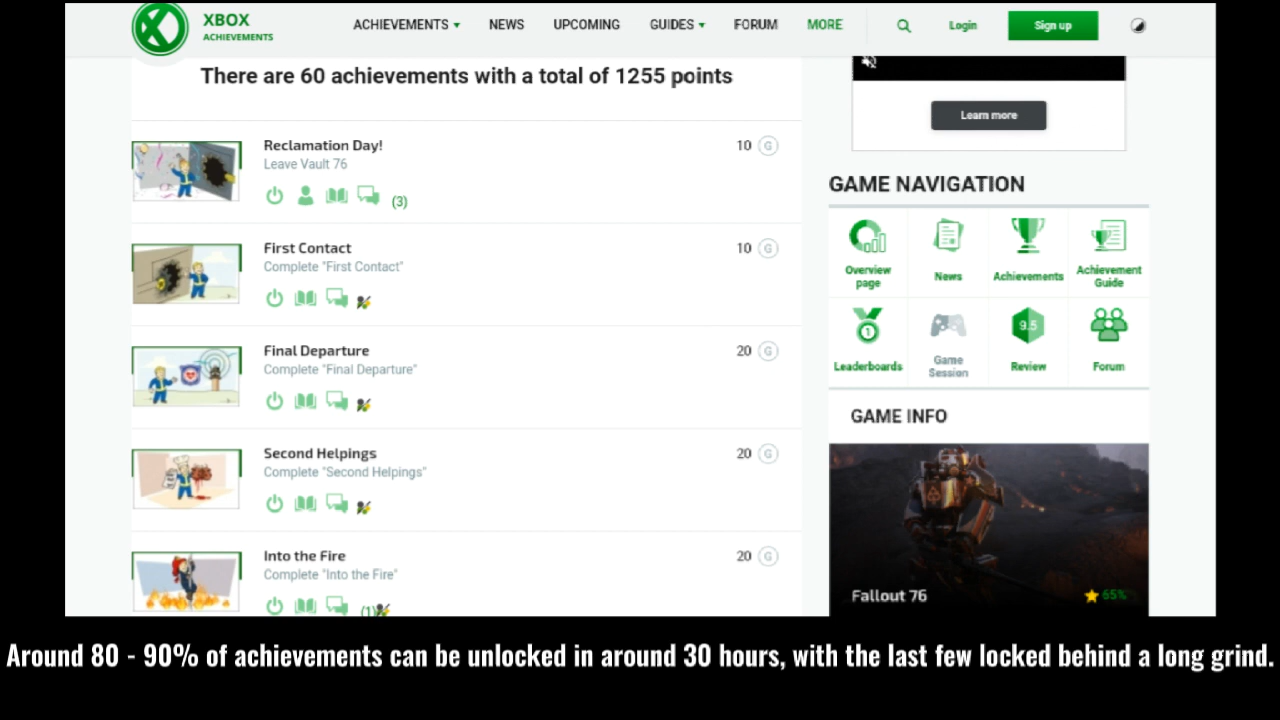 XBOX
ACHIEVEMENTS
ACHIEVEMENTS
NEWS
UPCOMING
GUIDES
FORUM
MORE
Login
Sign up
There are 60 achievements with a total of 1255 points
Reclamation Day!
Leave Vault 76
10 G
(3)
First Contact
Complete "First Contact"
10 G
Final Departure
Complete "Final Departure"
20 G
Second Helpings
Complete "Second Helpings"
20 G
Into the Fire
Complete "Into the Fire"
20 G
(1)
Learn more
GAME NAVIGATION
Overview
page
News
Achievements
Achievement
Guide
1
Leaderboards
Game
Session
9.5
Review
Forum
GAME INFO
Fallout 76
65%
Around 80 - 90% of achievements can be unlocked in around 30 hours, with the last few locked behind a long grind.